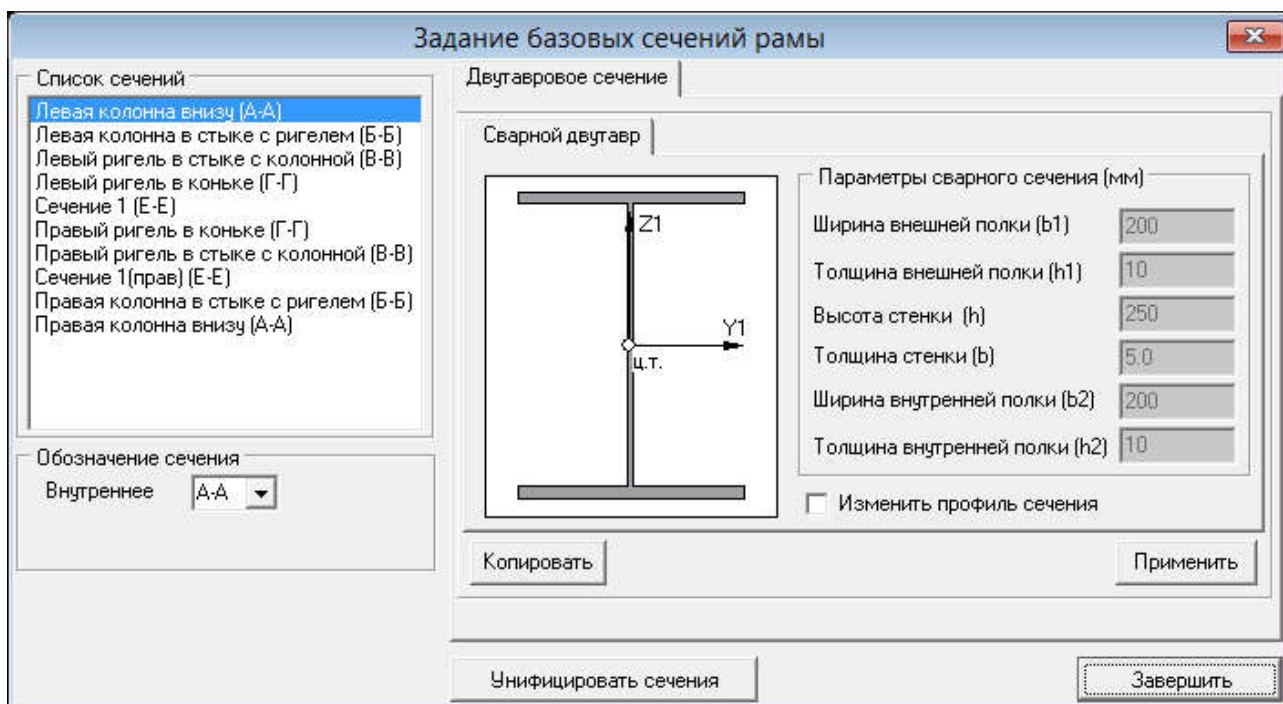 Задание базовых сечений рамы
Список сечений
Левая колонна внизу (А-А)
Левая колонна в стыке с ригелем (Б-Б)
Левый ригель в стыке с колонной (В-В)
Левый ригель в коньке (Г-Г)
Сечение 1 (Е-Е)
Правый ригель в коньке (Г-Г)
Правый ригель в стыке с колонной (В-В)
Сечение 1(прав) (Е-Е)
Правая колонна в стыке с ригелем (Б-Б)
Правая колонна внизу (А-А)
Обозначение сечения
Внутреннее А-А
Двутавровое сечение
Сварной двутавр
Z1
Y1
ц.т.
Параметры сварного сечения (мм)
Ширина внешней полки (b1) 200
Толщина внешней полки (h1) 10
Высота стенки (h) 250
Толщина стенки (b) 5.0
Ширина внутренней полки (b2) 200
Толщина внутренней полки (h2) 10
Изменить профиль сечения
Копировать
Применить
Унифицировать сечения
Завершить